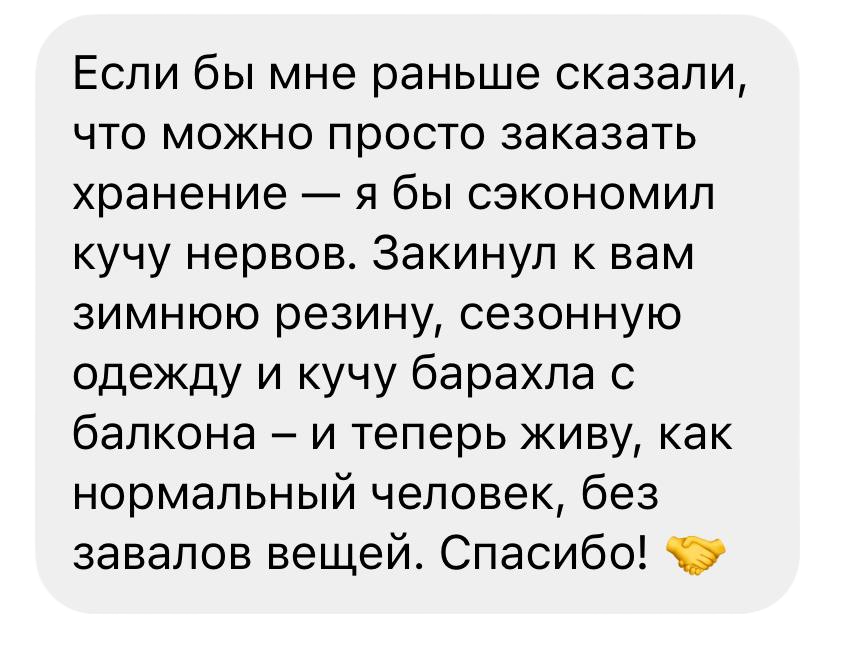 Если бы мне раньше сказали,
что можно просто заказать
хранение — я бы сэкономил
кучу нервов. Закинул к вам
зимнюю резину, сезонную
одежду и кучу барахла с
балкона – и теперь живу, как
нормальный человек, без
завалов вещей. Спасибо! 🤝